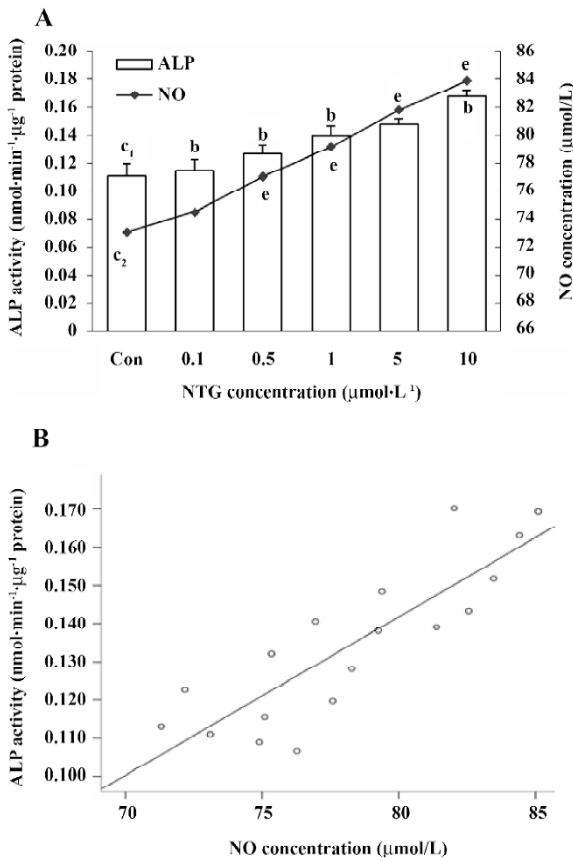 A
ALP activity (nmol·min⁻¹·μg⁻¹ protein)
0.20
0.18
0.16
0.14
0.12
0.10
0.08
0.06
0.04
0.02
0
ALP
NO
c₁
b
b
b
e
e
b
c₂
e
e
86
84
82
80
78
76
74
72
70
68
66
NO concentration (μmol/L)
Con 0.1 0.5 1 5 10
NTG concentration (μmol·L⁻¹)
B
ALP activity (nmol·min⁻¹·μg⁻¹ protein)
0.170
0.160
0.150
0.140
0.130
0.120
0.110
0.100
70 75 80 85
NO concentration (μmol/L)